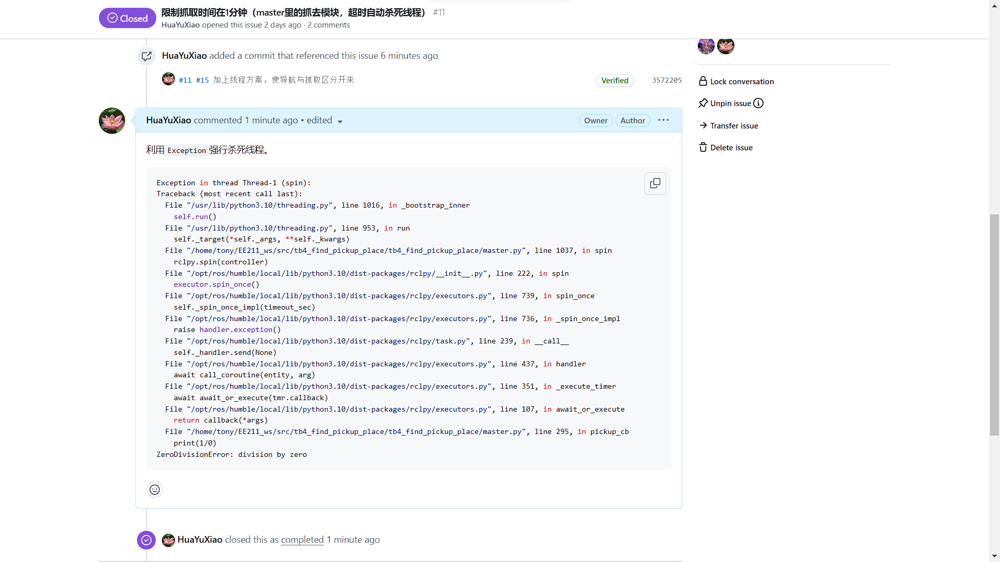 Closed
限制抓取时间在1分钟（master里的抓去模块，超时自动杀死线程） #11
HuaYuXiao opened this issue 2 days ago · 2 comments
HuaYuXiao added a commit that referenced this issue 6 minutes ago
#11 #15 加上线程方案，使导航与抓取区分开来
Verified
3572205
Lock conversation
Unpin issue
Transfer issue
Delete issue
HuaYuXiao commented 1 minute ago • edited
Owner
Author
利用 Exception 强行杀死线程。
Exception in thread Thread-1 (spin):
Traceback (most recent call last):
  File "/usr/lib/python3.10/threading.py", line 1016, in _bootstrap_inner
    self.run()
  File "/usr/lib/python3.10/threading.py", line 953, in run
    self._target(*self._args, **self._kwargs)
  File "/home/tony/EE211_ws/src/tb4_find_pickup_place/tb4_find_pickup_place/master.py", line 1037, in spin
    rclpy.spin(controller)
  File "/opt/ros/humble/local/lib/python3.10/dist-packages/rclpy/__init__.py", line 222, in spin
    executor.spin_once()
  File "/opt/ros/humble/local/lib/python3.10/dist-packages/rclpy/executors.py", line 739, in spin_once
    self._spin_once_impl(timeout_sec)
  File "/opt/ros/humble/local/lib/python3.10/dist-packages/rclpy/executors.py", line 736, in _spin_once_impl
    raise handler.exception()
  File "/opt/ros/humble/local/lib/python3.10/dist-packages/rclpy/task.py", line 239, in __call__
    self._handler.send(None)
  File "/opt/ros/humble/local/lib/python3.10/dist-packages/rclpy/executors.py", line 437, in handler
    await call_coroutine(entity, arg)
  File "/opt/ros/humble/local/lib/python3.10/dist-packages/rclpy/executors.py", line 351, in _execute_timer
    await await_or_execute(tmr.callback)
  File "/opt/ros/humble/local/lib/python3.10/dist-packages/rclpy/executors.py", line 107, in await_or_execute
    return callback(*args)
  File "/home/tony/EE211_ws/src/tb4_find_pickup_place/tb4_find_pickup_place/master.py", line 295, in pickup_cb
    print(1/0)
ZeroDivisionError: division by zero
HuaYuXiao closed this as completed 1 minute ago